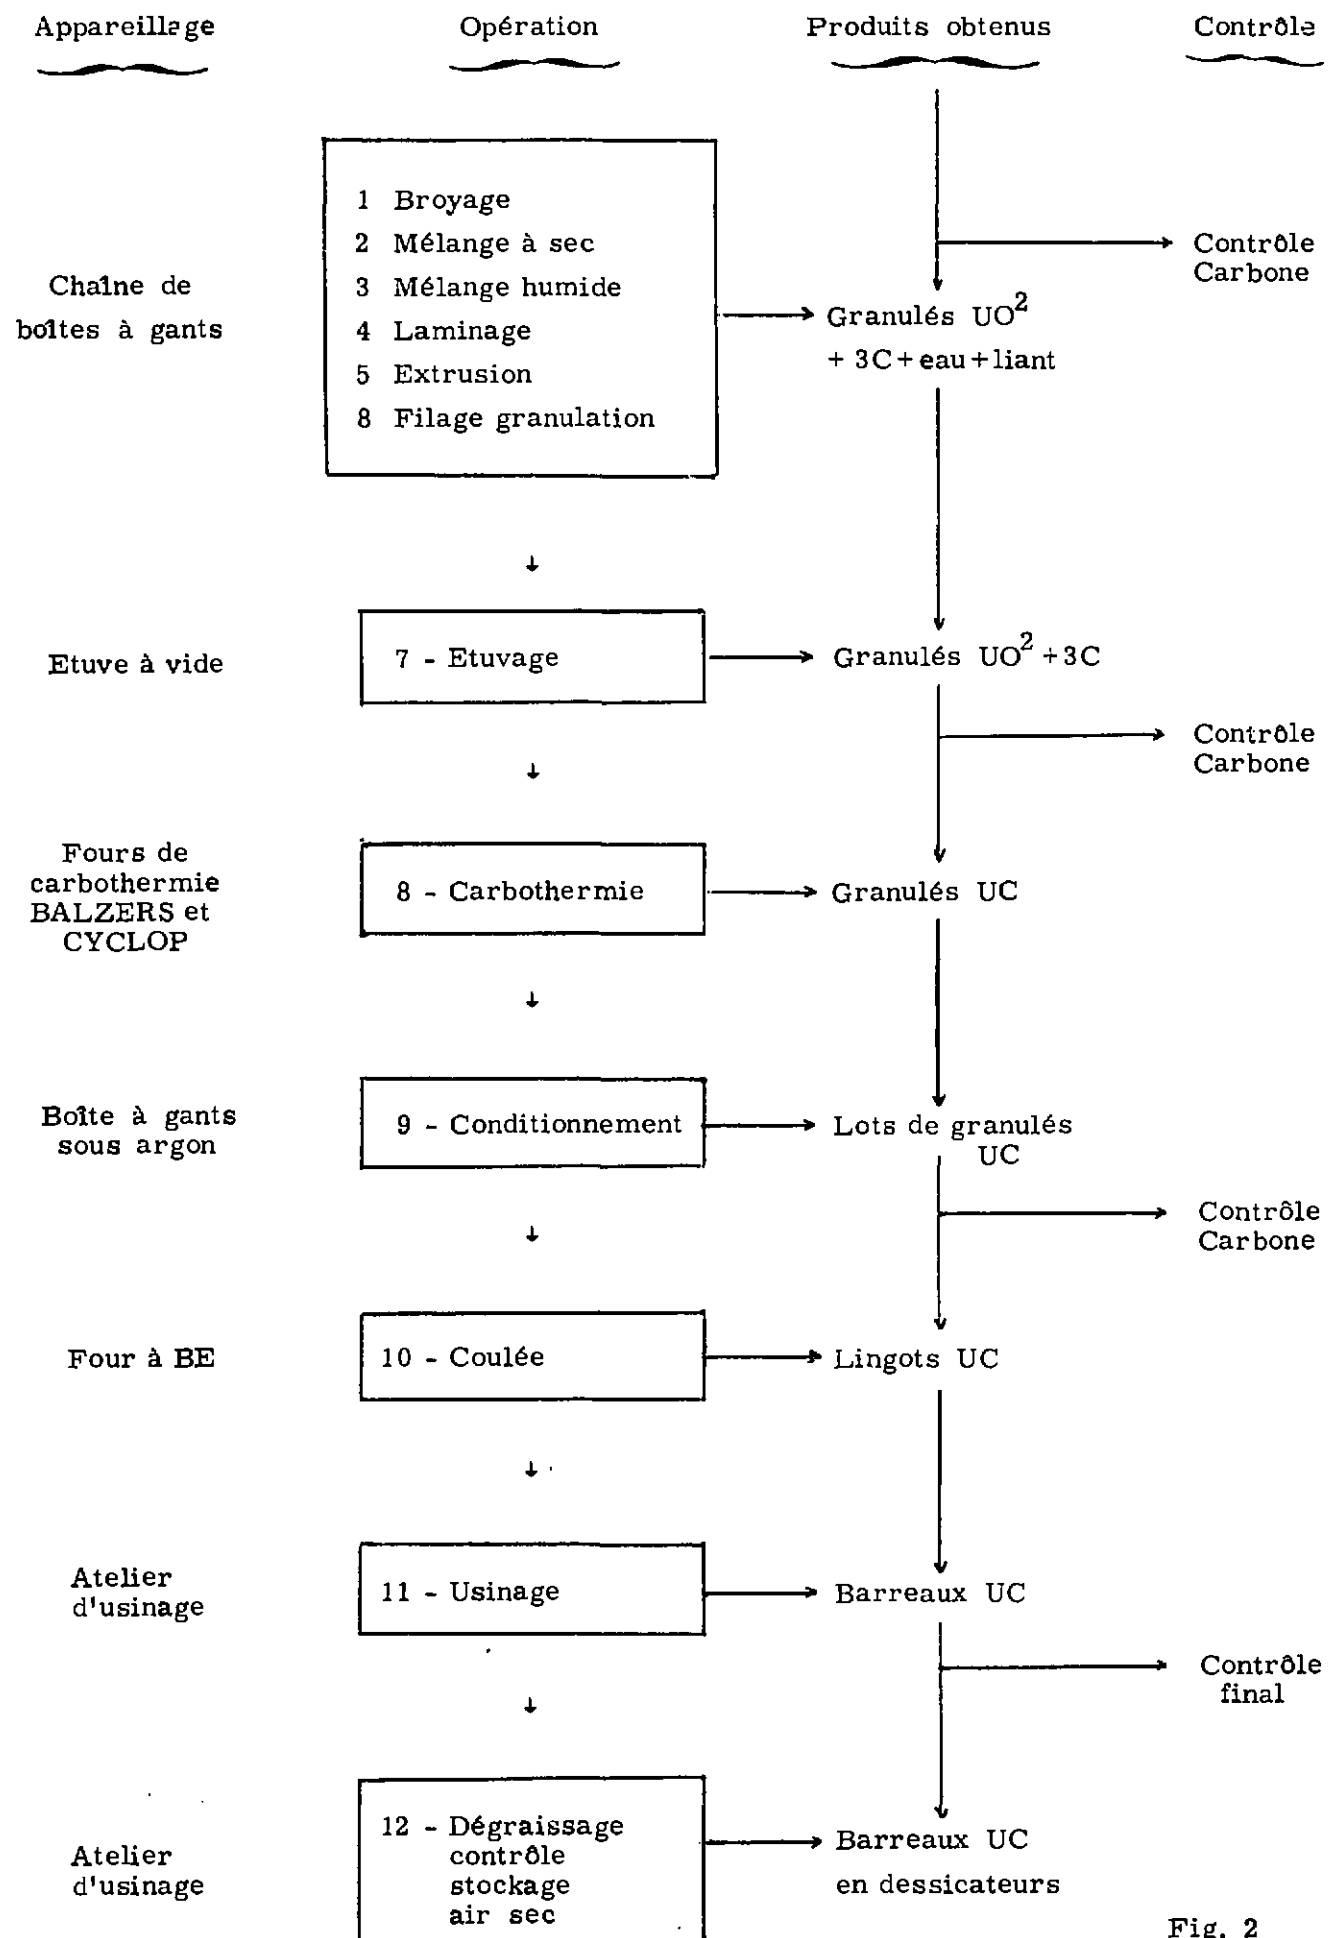 Appareillage Opération Produits obtenus Contrôle
1 Broyage
2 Mélange à sec
3 Mélange humide
4 Laminage
5 Extrusion
8 Filage granulation
Chaîne de
boîtes à gants
Granulés UO²
+ 3C + eau + liant
Contrôle
Carbone
Etuve à vide
7 - Etuvage
Granulés UO² + 3C
Contrôle
Carbone
Fours de
carbothermie
BALZERS et
CYCLOP
8 - Carbothermie
Granulés UC
Boîte à gants
sous argon
9 - Conditionnement
Lots de granulés
UC
Contrôle
Carbone
Four à BE
10 - Coulée
Lingots UC
Atelier
d'usinage
11 - Usinage
Barreaux UC
Contrôle
final
Atelier
d'usinage
12 - Dégraissage
contrôle
stockage
air sec
Barreaux UC
en dessicateurs
Fig. 2